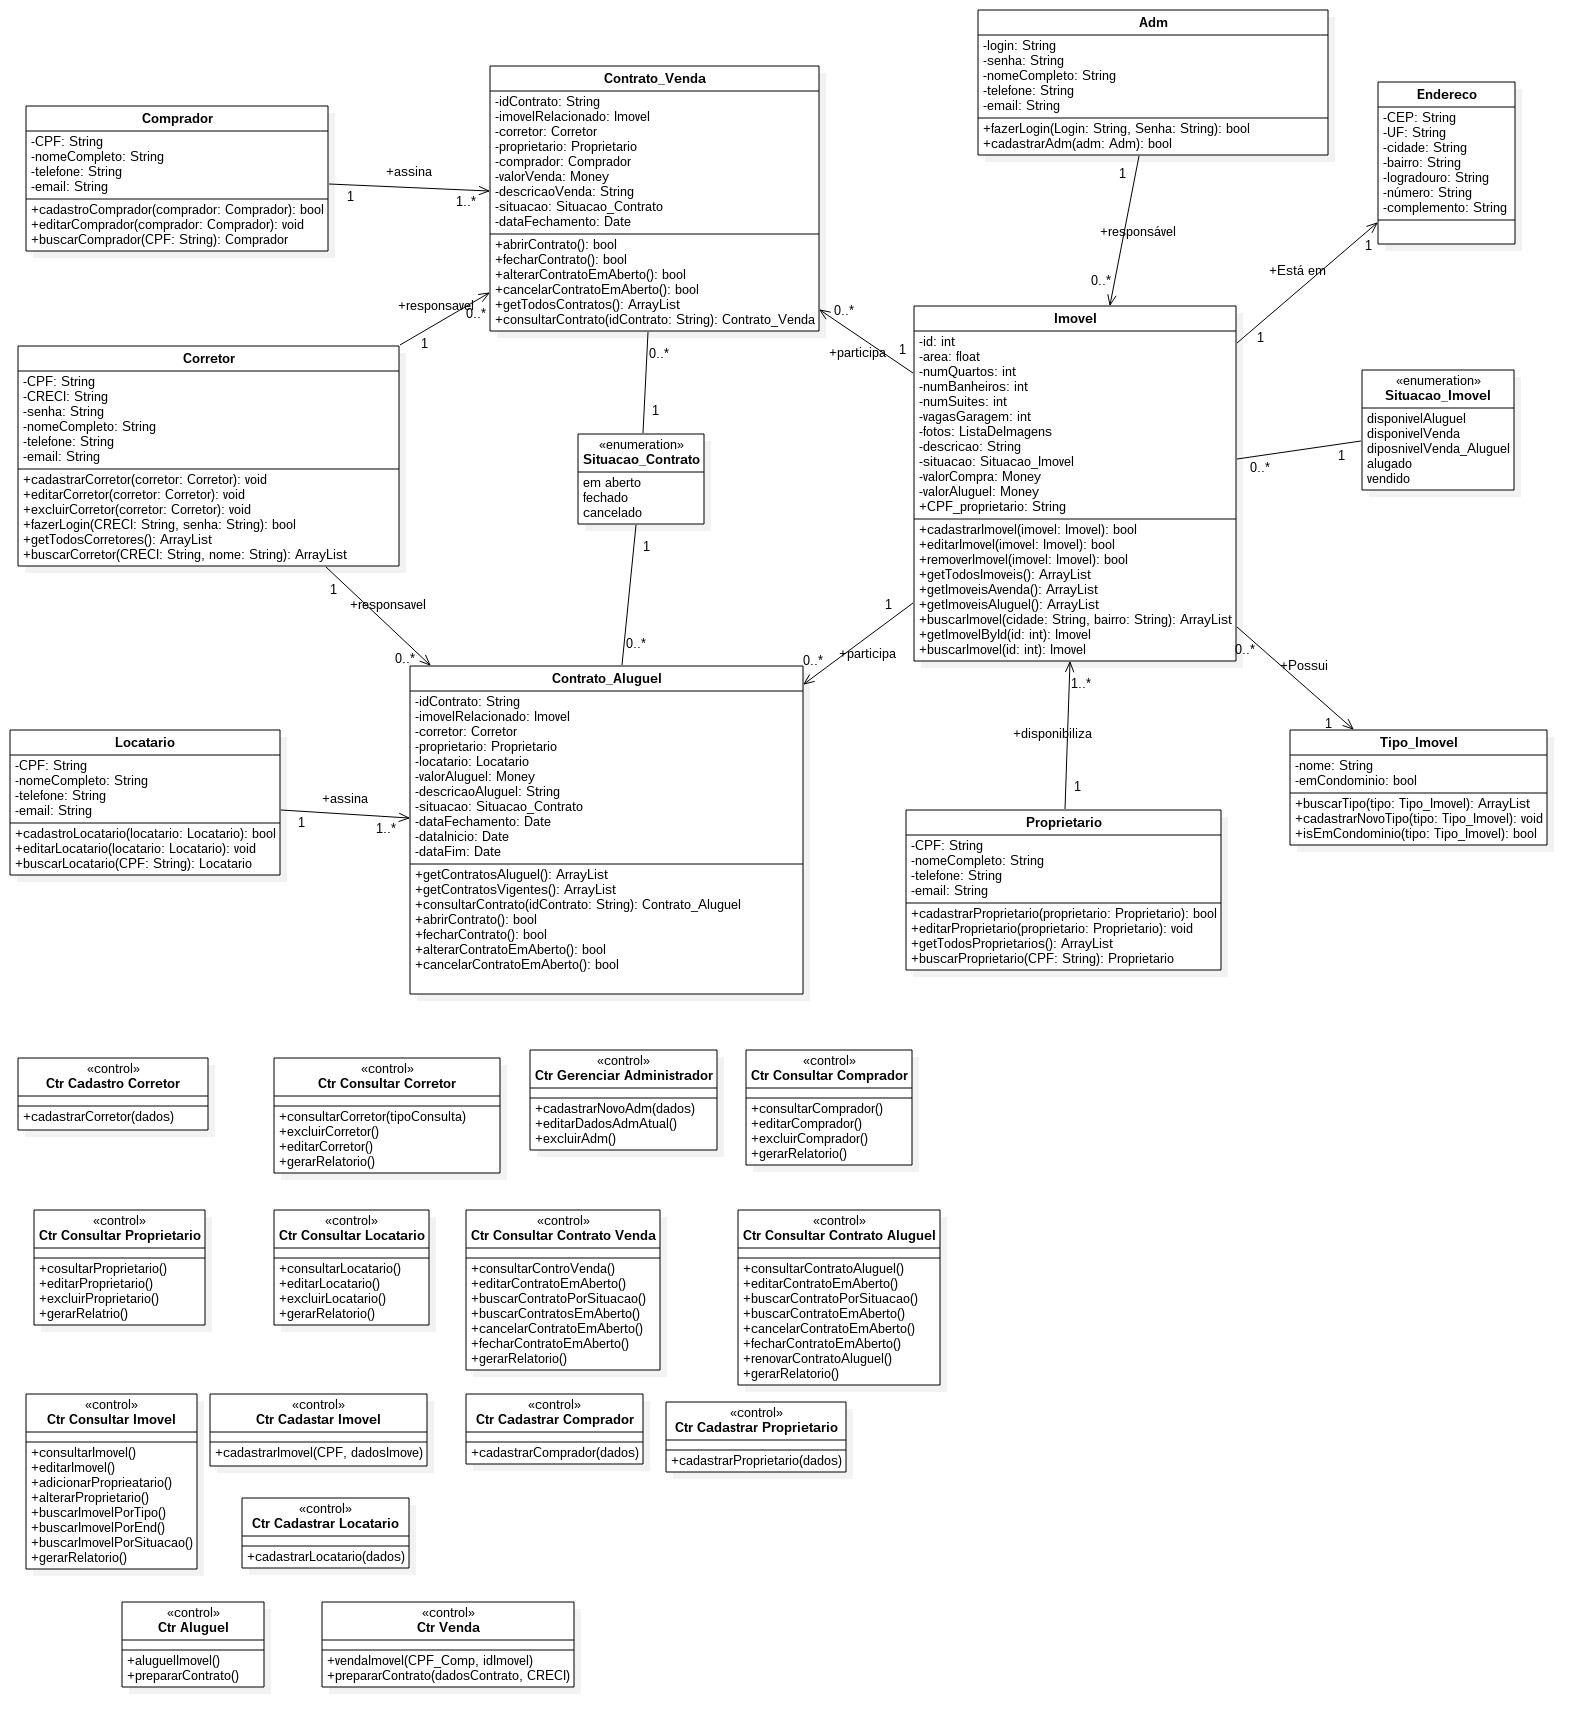 Adm
-login: String
-senha: String
-nomeCompleto: String
-telefone: String
-email: String
+fazerLogin(Login: String, Senha: String): bool
+cadastrarAdm(adm: Adm): bool
Contrato_Venda
-idContrato: String
-imovelRelacionado: Imovel
-corretor: Corretor
-proprietario: Proprietario
-comprador: Comprador
-valorVenda: Money
-descricaoVenda: String
-situacao: Situacao_Contrato
-dataFechamento: Date
+abrirContrato(): bool
+fecharContrato(): bool
+alterarContratoEmAberto(): bool
+cancelarContratoEmAberto(): bool
+getTodosContratos(): ArrayList
+consultarContrato(idContrato: String): Contrato_Venda
Endereco
-CEP: String
-UF: String
-cidade: String
-bairro: String
-logradouro: String
-número: String
-complemento: String
Comprador
-CPF: String
-nomeCompleto: String
-telefone: String
-email: String
+cadastroComprador(comprador: Comprador): bool
+editarComprador(comprador: Comprador): void
+buscarComprador(CPF: String): Comprador
+assina
1
1..*
1
+responsável
0..*
+Está em
1
1
+responsavel
0..*
1
0..*
+participa
1
Corretor
-CPF: String
-CRECI: String
-senha: String
-nomeCompleto: String
-telefone: String
-email: String
+cadastrarCorretor(corretor: Corretor): void
+editarCorretor(corretor: Corretor): void
+excluirCorretor(corretor: Corretor): void
+fazerLogin(CRECI: String, senha: String): bool
+getTodosCorretores(): ArrayList
+buscarCorretor(CRECI: String, nome: String): ArrayList
0..*
1
«enumeration»
Situacao_Contrato
em aberto
fechado
cancelado
1
0..*
Imovel
-id: int
-area: float
-numQuartos: int
-numBanheiros: int
-numSuites: int
-vagasGaragem: int
-fotos: ListaDeImagens
-descricao: String
-situacao: Situacao_Imovel
-valorCompra: Money
-valorAluguel: Money
+CPF_proprietario: String
+cadastrarImovel(imovel: Imovel): bool
+editarImovel(imovel: Imovel): bool
+removerImovel(imovel: Imovel): bool
+getTodosImoveis(): ArrayList
+getImoveisAvenda(): ArrayList
+getImoveisAluguel(): ArrayList
+buscarImovel(cidade: String, bairro: String): ArrayList
+getImovelById(id: int): Imovel
+buscarImovel(id: int): Imovel
«enumeration»
Situacao_Imovel
disponivelAluguel
disponivelVenda
diposnivelVenda_Aluguel
alugado
vendido
0..*
1
1
+responsavel
0..*
1
+participa
0..*
0..*
+Possui
1
1..*
+disponibiliza
1
Contrato_Aluguel
-idContrato: String
-imovelRelacionado: Imovel
-corretor: Corretor
-proprietario: Proprietario
-locatario: Locatario
-valorAluguel: Money
-descricaoAluguel: String
-situacao: Situacao_Contrato
-dataFechamento: Date
-dataInicio: Date
-dataFim: Date
+getContratosAluguel(): ArrayList
+getContratosVigentes(): ArrayList
+consultarContrato(idContrato: String): Contrato_Aluguel
+abrirContrato(): bool
+fecharContrato(): bool
+alterarContratoEmAberto(): bool
+cancelarContratoEmAberto(): bool
Locatario
-CPF: String
-nomeCompleto: String
-telefone: String
-email: String
+cadastroLocatario(locatario: Locatario): bool
+editarLocatario(locatario: Locatario): void
+buscarLocatario(CPF: String): Locatario
+assina
1
1..*
Tipo_Imovel
-nome: String
-emCondominio: bool
+buscarTipo(tipo: Tipo_Imovel): ArrayList
+cadastrarNovoTipo(tipo: Tipo_Imovel): void
+isEmCondominio(tipo: Tipo_Imovel): bool
Proprietario
-CPF: String
-nomeCompleto: String
-telefone: String
-email: String
+cadastrarProprietario(proprietario: Proprietario): bool
+editarProprietario(proprietario: Proprietario): void
+getTodosProprietarios(): ArrayList
+buscarProprietario(CPF: String): Proprietario
«control»
Ctr Cadastro Corretor
+cadastrarCorretor(dados)
«control»
Ctr Consultar Corretor
+consultarCorretor(tipoConsulta)
+excluirCorretor()
+editarCorretor()
+gerarRelatorio()
«control»
Ctr Gerenciar Administrador
+cadastrarNovoAdm(dados)
+editarDadosAdmAtual()
+excluirAdm()
«control»
Ctr Consultar Comprador
+consultarComprador()
+editarComprador()
+excluirComprador()
+gerarRelatorio()
«control»
Ctr Consultar Proprietario
+cosultarProprietario()
+editarProprietario()
+excluirProprietario()
+gerarRelatrio()
«control»
Ctr Consultar Locatario
+consultarLocatario()
+editarLocatario()
+excluirLocatario()
+gerarRelatorio()
«control»
Ctr Consultar Contrato Venda
+consultarControVenda()
+editarContratoEmAberto()
+buscarContratoPorSituacao()
+buscarContratosEmAberto()
+cancelarContratoEmAberto()
+fecharContratoEmAberto()
+gerarRelatorio()
«control»
Ctr Consultar Contrato Aluguel
+consultarContratoAluguel()
+editarContratoEmAberto()
+buscarContratoPorSituacao()
+buscarContratoEmAberto()
+cancelarContratoEmAberto()
+fecharContratoEmAberto()
+renovarContratoAluguel()
+gerarRelatorio()
«control»
Ctr Consultar Imovel
+consultarImovel()
+editarImovel()
+adicionarProprieatario()
+alterarProprietario()
+buscarImovelPorTipo()
+buscarImovelPorEnd()
+buscarImovelPorSituacao()
+gerarRelatorio()
«control»
Ctr Cadastar Imovel
+cadastrarImovel(CPF, dadosImove)
«control»
Ctr Cadastrar Comprador
+cadastrarComprador(dados)
«control»
Ctr Cadastrar Proprietario
+cadastrarProprietario(dados)
«control»
Ctr Cadastrar Locatario
+cadastrarLocatario(dados)
«control»
Ctr Aluguel
+aluguelImovel()
+prepararContrato()
«control»
Ctr Venda
+vendaImovel(CPF_Comp, idImovel)
+prepararContrato(dadosContrato, CRECI)